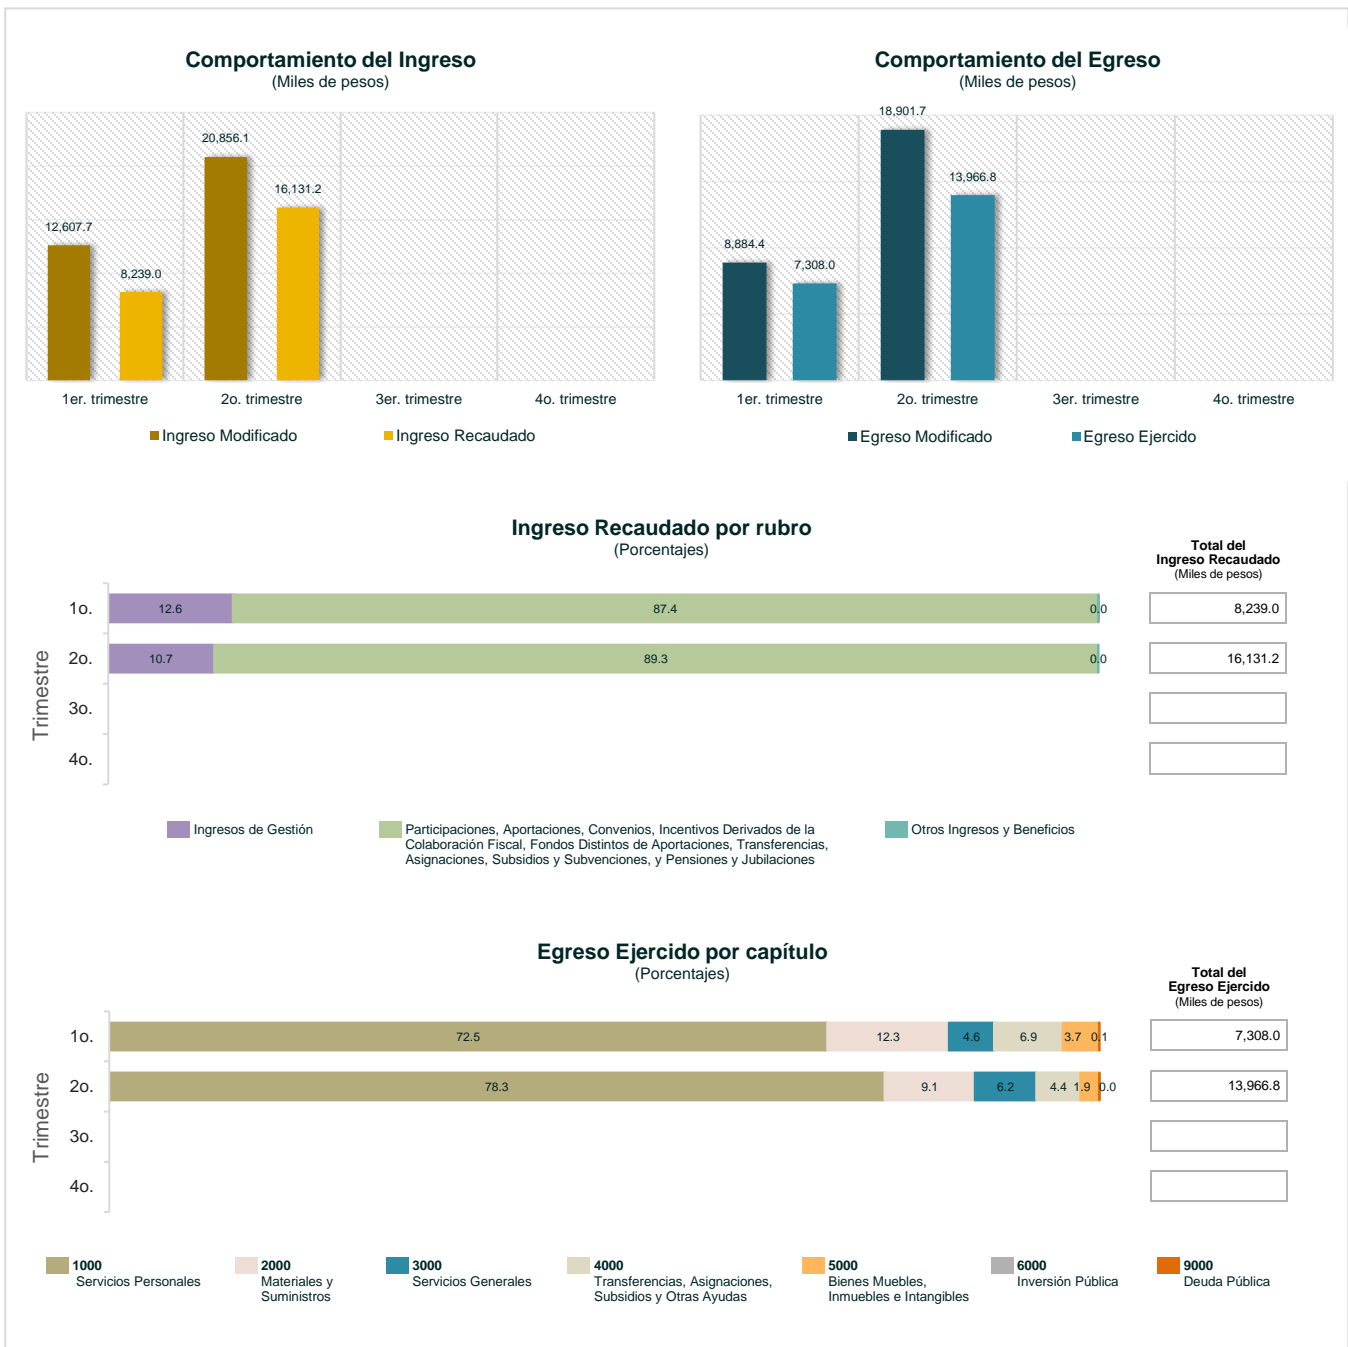 Comportamiento del Ingreso
(Miles de pesos)
20,856.1
16,131.2
12,607.7
8,239.0
1er. trimestre 2o. trimestre 3er. trimestre 4o. trimestre
Ingreso Modificado Ingreso Recaudado
Comportamiento del Egreso
(Miles de pesos)
18,901.7
13,966.8
8,884.4
7,308.0
1er. trimestre 2o. trimestre 3er. trimestre 4o. trimestre
Egreso Modificado Egreso Ejercido
Ingreso Recaudado por rubro
(Porcentajes)
Total del
Ingreso Recaudado
(Miles de pesos)
Trimestre
1o. 12.6 87.4 0.0 8,239.0
2o. 10.7 89.3 0.0 16,131.2
3o.
4o.
Ingresos de Gestión
Participaciones, Aportaciones, Convenios, Incentivos Derivados de la
Colaboración Fiscal, Fondos Distintos de Aportaciones, Transferencias,
Asignaciones, Subsidios y Subvenciones, y Pensiones y Jubilaciones
Otros Ingresos y Beneficios
Egreso Ejercido por capítulo
(Porcentajes)
Total del
Egreso Ejercido
(Miles de pesos)
Trimestre
1o. 72.5 12.3 4.6 6.9 3.7 0.1 7,308.0
2o. 78.3 9.1 6.2 4.4 1.9 0.0 13,966.8
3o.
4o.
1000
Servicios Personales
2000
Materiales y
Suministros
3000
Servicios Generales
4000
Transferencias, Asignaciones,
Subsidios y Otras Ayudas
5000
Bienes Muebles,
Inmuebles e Intangibles
6000
Inversión Pública
9000
Deuda Pública